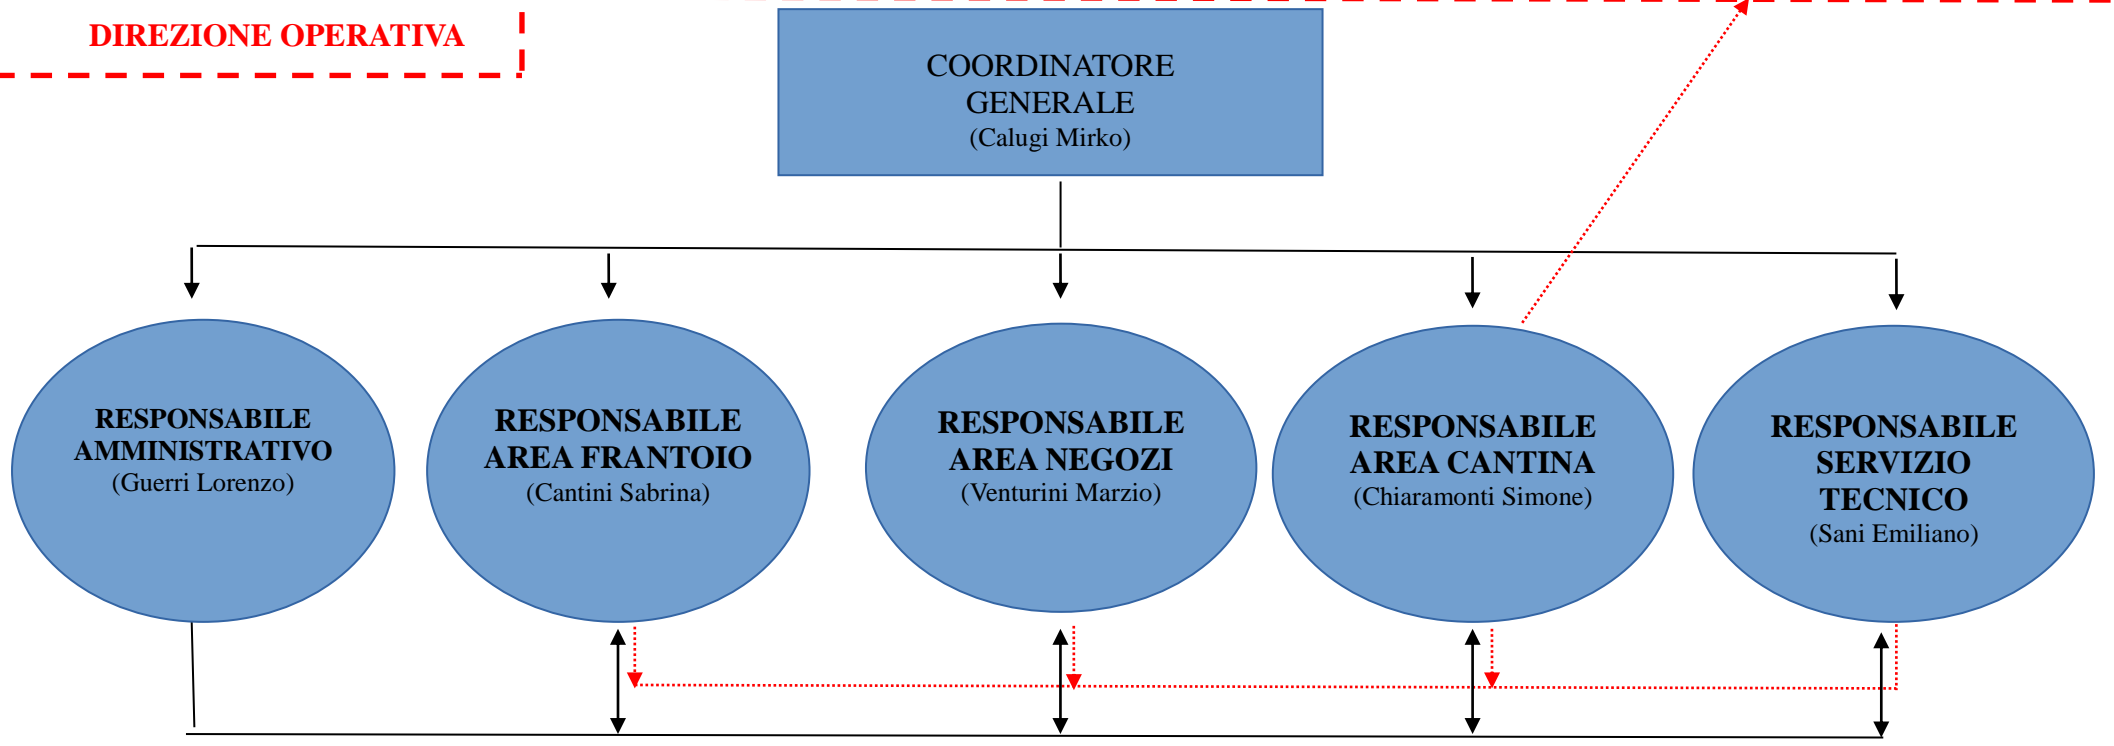 DIREZIONE OPERATIVA
COORDINATORE
GENERALE
(Calugi Mirko)
RESPONSABILE
AMMINISTRATIVO
(Guerri Lorenzo)
RESPONSABILE
AREA FRANTOIO
(Cantini Sabrina)
RESPONSABILE
AREA NEGOZI
(Venturini Marzio)
RESPONSABILE
AREA CANTINA
(Chiaramonti Simone)
RESPONSABILE
SERVIZIO
TECNICO
(Sani Emiliano)